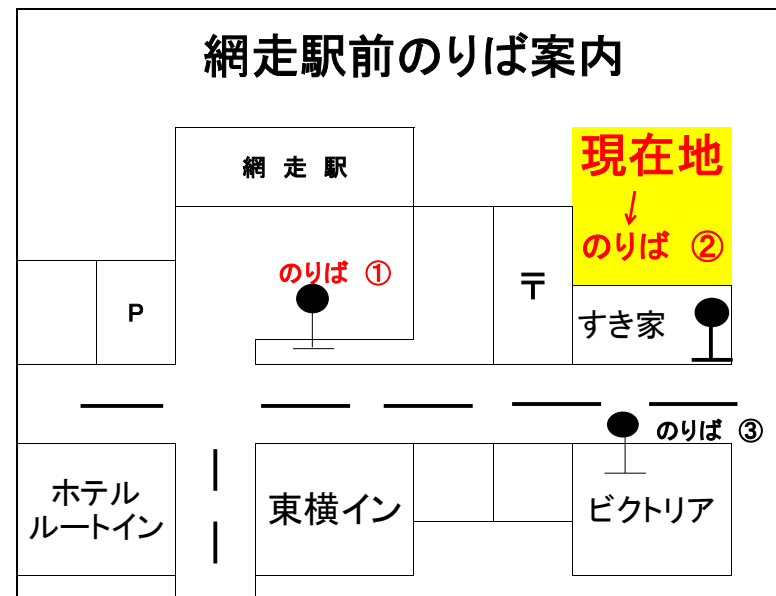 網走駅前のりば案内
網 走 駅
現在地
↓
のりば ②
のりば ①
〒
P
すき家
のりば ③
ホテル
ルートイン
東横イン
ビクトリア